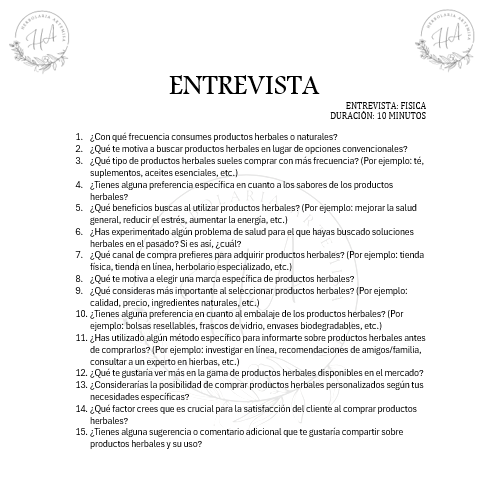 HERBOLARIA ARTEMISA
HA
HERBOLARIA ARTEMISA
HA
ENTREVISTA
ENTREVISTA: FISICA
DURACIÓN: 10 MINUTOS
1. ¿Con qué frecuencia consumes productos herbales o naturales?
2. ¿Qué te motiva a buscar productos herbales en lugar de opciones convencionales?
3. ¿Qué tipo de productos herbales sueles comprar con más frecuencia? (Por ejemplo: té,
suplementos, aceites esenciales, etc.)
4. ¿Tienes alguna preferencia específica en cuanto a los sabores de los productos
herbales?
5. ¿Qué beneficios buscas al utilizar productos herbales? (Por ejemplo: mejorar la salud
general, reducir el estrés, aumentar la energía, etc.)
6. ¿Has experimentado algún problema de salud para el que hayas buscado soluciones
herbales en el pasado? Si es así, ¿cuál?
7. ¿Qué canal de compra prefieres para adquirir productos herbales? (Por ejemplo: tienda
física, tienda en línea, herbolario especializado, etc.)
8. ¿Qué te motiva a elegir una marca específica de productos herbales?
9. ¿Qué consideras más importante al seleccionar productos herbales? (Por ejemplo:
calidad, precio, ingredientes naturales, etc.)
10. ¿Tienes alguna preferencia en cuanto al embalaje de los productos herbales? (Por
ejemplo: bolsas resellables, frascos de vidrio, envases biodegradables, etc.)
11. ¿Has utilizado algún método específico para informarte sobre productos herbales antes
de comprarlos? (Por ejemplo: investigar en línea, recomendaciones de amigos/familia,
consultar a un experto en hierbas, etc.)
12. ¿Qué te gustaría ver más en la gama de productos herbales disponibles en el mercado?
13. ¿Considerarías la posibilidad de comprar productos herbales personalizados según tus
necesidades específicas?
14. ¿Qué factor crees que es crucial para la satisfacción del cliente al comprar productos
herbales?
15. ¿Tienes alguna sugerencia o comentario adicional que te gustaría compartir sobre
productos herbales y su uso?